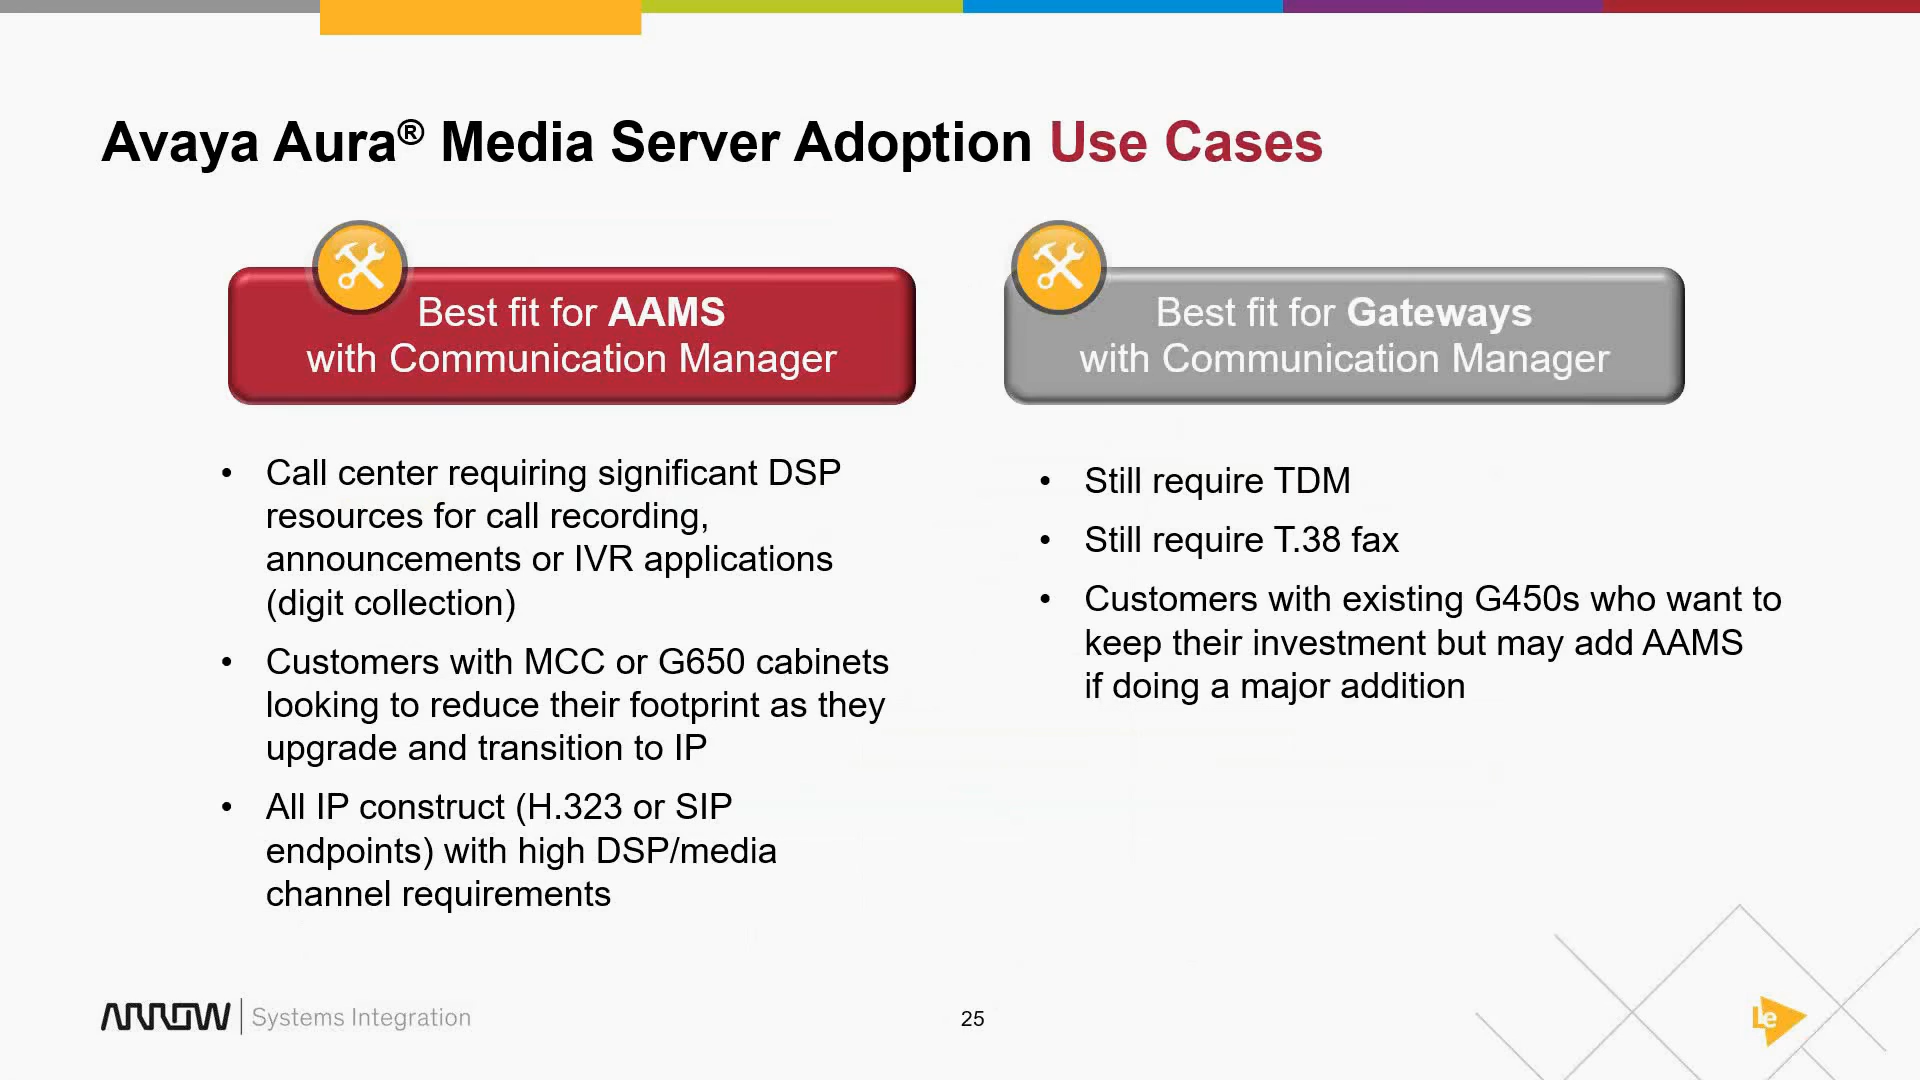 Avaya Aura® Media Server Adoption Use Cases
Best fit for AAMS
with Communication Manager
• Call center requiring significant DSP
resources for call recording,
announcements or IVR applications
(digit collection)
• Customers with MCC or G650 cabinets
looking to reduce their footprint as they
upgrade and transition to IP
• All IP construct (H.323 or SIP
endpoints) with high DSP/media
channel requirements
Best fit for Gateways
with Communication Manager
• Still require TDM
• Still require T.38 fax
• Customers with existing G450s who want to
keep their investment but may add AAMS
if doing a major addition
ARROW | Systems Integration
25
Le